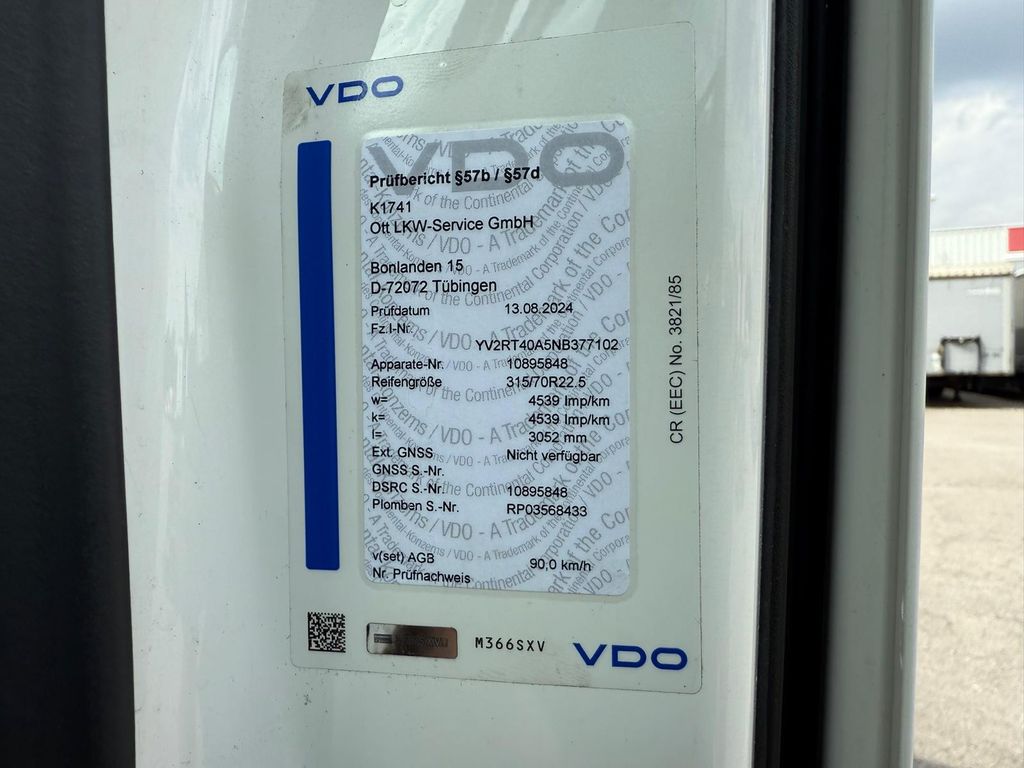 VDO
VDO
Prüfbericht §57b / §57d
K1741
Ott LKW-Service GmbH
Bonlanden 15
D-72072 Tübingen
Prüfdatum 13.08.2024
Fz.I-Nr.
YV2RT40A5NB377102
Apparate-Nr. 10895848
Reifengröße 315/70R22.5
w= 4539 Imp/km
k= 4539 Imp/km
l= 3052 mm
Ext. GNSS Nicht verfügbar
GNSS S.-Nr.
DSRC S.-Nr. 10895848
Plomben S.-Nr. RP03568433
v(set) AGB 90,0 km/h
Nr. Prüfnachweis
CR (EEC) No. 3821/85
M366SXV
VDO